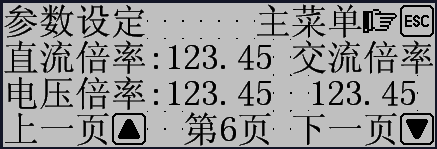 参数设定 主菜单 ESC
直流倍率:123.45 交流倍率
电压倍率:123.45 123.45
上一页▲ 第6页 下一页▼